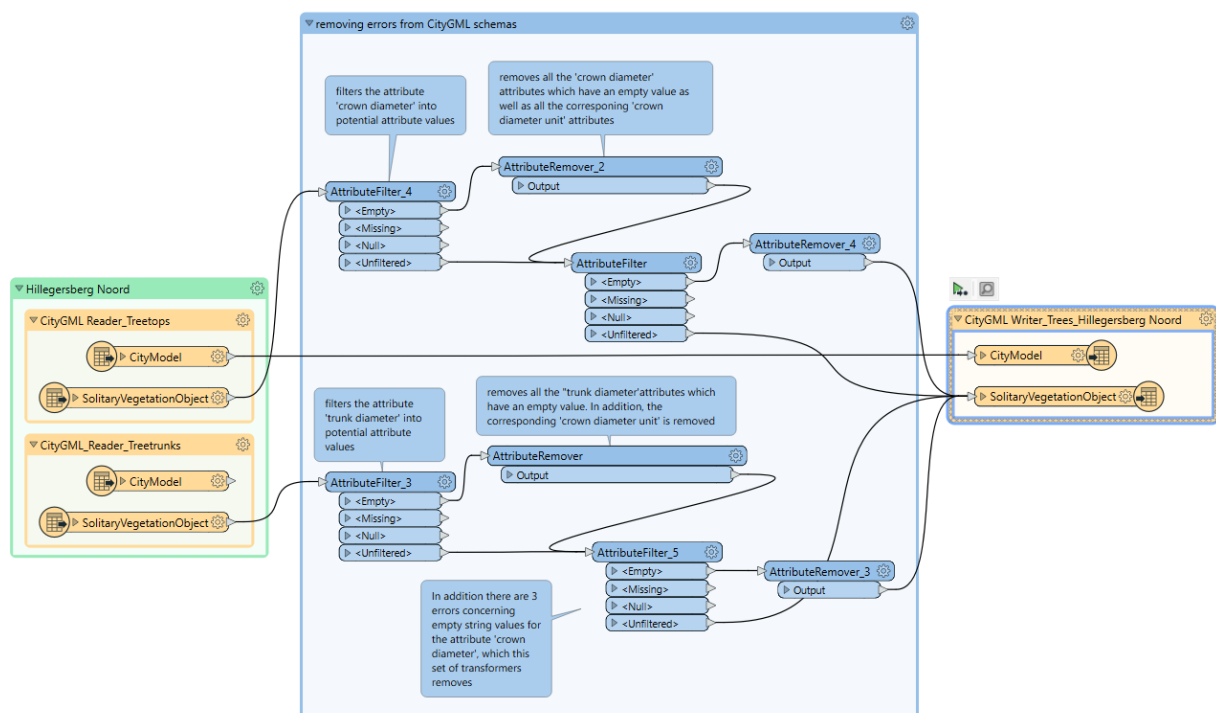 removing errors from CityGML schemas
filters the attribute
'crown diameter' into
potential attribute values
removes all the 'crown diameter'
attributes which have an empty value as
well as all the corresponing 'crown
diameter unit' attributes
AttributeFilter_4
<Empty>
<Missing>
<Null>
<Unfiltered>
AttributeRemover_2
Output
AttributeFilter
<Empty>
<Missing>
<Null>
<Unfiltered>
AttributeRemover_4
Output
Hillegersberg Noord
CityGML Reader_Treetops
CityModel
SolitaryVegetationObject
CityGML_Reader_Treetrunks
CityModel
SolitaryVegetationObject
CityGML Writer_Trees_Hillegersberg Noord
CityModel
SolitaryVegetationObject
filters the attribute
'trunk diameter' into
potential attribute
values
removes all the "trunk diameter'attributes which
have an empty value. In addition, the
corresponding 'crown diameter unit' is removed
AttributeFilter_3
<Empty>
<Missing>
<Null>
<Unfiltered>
AttributeRemover
Output
AttributeFilter_5
<Empty>
<Missing>
<Null>
<Unfiltered>
AttributeRemover_3
Output
In addition there are 3
errors concerning
empty string values for
the attribute 'crown
diameter', which this
set of transformers
removes